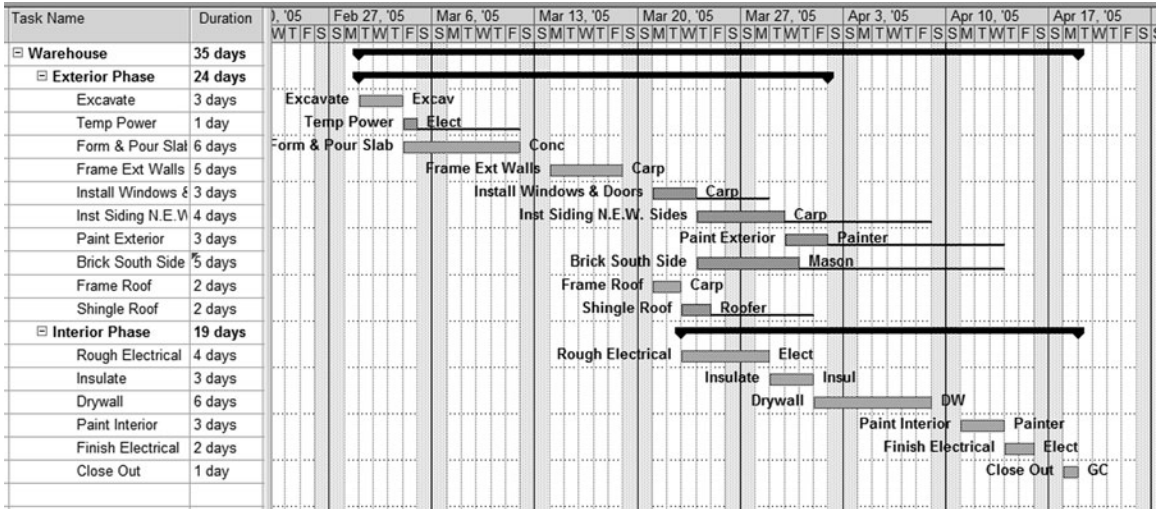 Task Name Duration ), '05 Feb 27, '05 Mar 6, '05 Mar 13, '05 Mar 20, '05 Mar 27, '05 Apr 3, '05 Apr 10, '05 Apr 17, '05
W T F S S M T W T F S S M T W T F S S M T W T F S S M T W T F S S M T W T F S S M T W T F S S M T W T F S S M T W T F S
Warehouse 35 days
Exterior Phase 24 days
Excavate 3 days Excavate Excav
Temp Power 1 day Temp Power Elect
Form & Pour Slab 6 days Form & Pour Slab Conc
Frame Ext Walls 5 days Frame Ext Walls Carp
Install Windows & 3 days Install Windows & Doors Carp
Inst Siding N.E.W 4 days Inst Siding N.E.W. Sides Carp
Paint Exterior 3 days Paint Exterior Painter
Brick South Side 5 days Brick South Side Mason
Frame Roof 2 days Frame Roof Carp
Shingle Roof 2 days Shingle Roof Roofer
Interior Phase 19 days
Rough Electrical 4 days Rough Electrical Elect
Insulate 3 days Insulate Insul
Drywall 6 days Drywall DW
Paint Interior 3 days Paint Interior Painter
Finish Electrical 2 days Finish Electrical Elect
Close Out 1 day Close Out GC